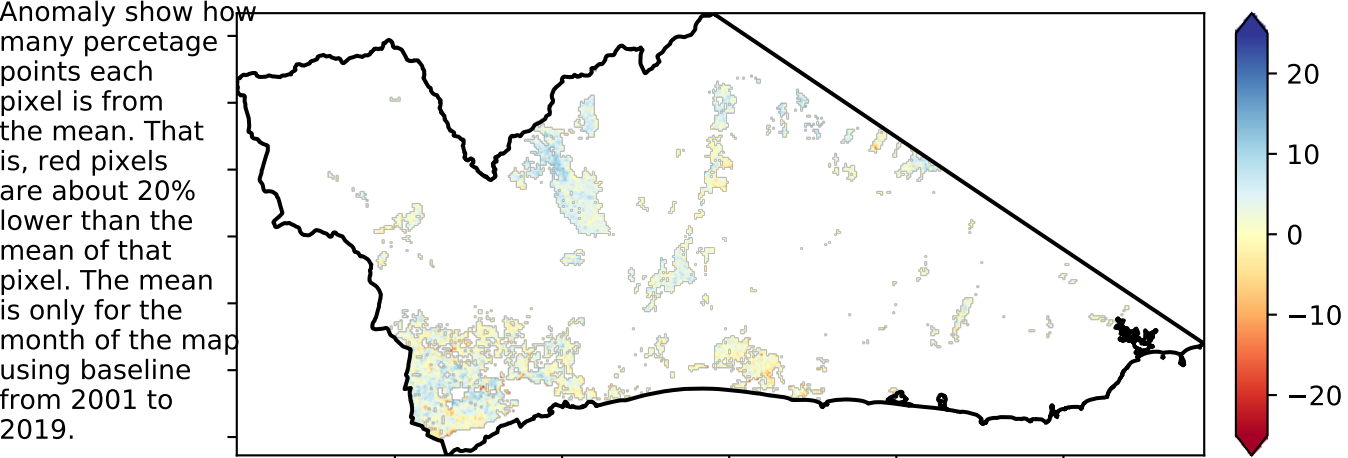 Anomaly show how
many percetage
points each
pixel is from
the mean. That
is, red pixels
are about 20%
lower than the
mean of that
pixel. The mean
is only for the
month of the map
using baseline
from 2001 to
2019.
20
10
0
−10
−20